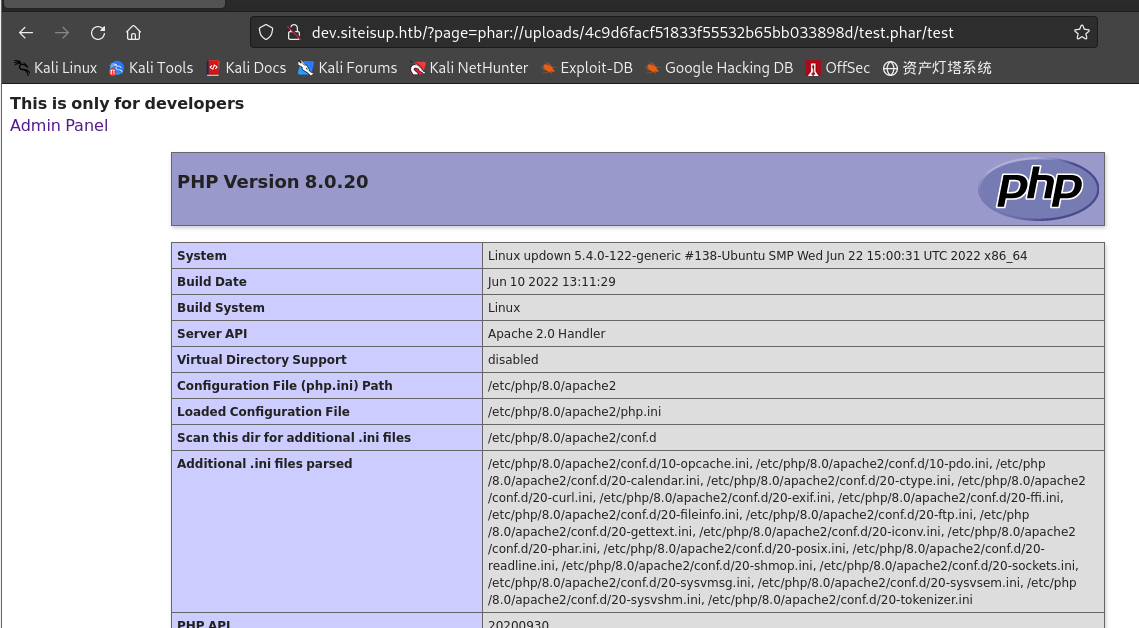 dev.siteisup.htb/?page=phar://uploads/4c9d6facf51833f55532b65bb033898d/test.phar/test
Kali Linux Kali Tools Kali Docs Kali Forums Kali NetHunter Exploit-DB Google Hacking DB OffSec 资产灯塔系统
This is only for developers
Admin Panel
PHP Version 8.0.20 php
System Linux updown 5.4.0-122-generic #138-Ubuntu SMP Wed Jun 22 15:00:31 UTC 2022 x86_64
Build Date Jun 10 2022 13:11:29
Build System Linux
Server API Apache 2.0 Handler
Virtual Directory Support disabled
Configuration File (php.ini) Path /etc/php/8.0/apache2
Loaded Configuration File /etc/php/8.0/apache2/php.ini
Scan this dir for additional .ini files /etc/php/8.0/apache2/conf.d
Additional .ini files parsed /etc/php/8.0/apache2/conf.d/10-opcache.ini, /etc/php/8.0/apache2/conf.d/10-pdo.ini, /etc/php
/8.0/apache2/conf.d/20-calendar.ini, /etc/php/8.0/apache2/conf.d/20-ctype.ini, /etc/php/8.0/apache2
/conf.d/20-curl.ini, /etc/php/8.0/apache2/conf.d/20-exif.ini, /etc/php/8.0/apache2/conf.d/20-ffi.ini,
/etc/php/8.0/apache2/conf.d/20-fileinfo.ini, /etc/php/8.0/apache2/conf.d/20-ftp.ini, /etc/php
/8.0/apache2/conf.d/20-gettext.ini, /etc/php/8.0/apache2/conf.d/20-iconv.ini, /etc/php/8.0/apache2
/conf.d/20-phar.ini, /etc/php/8.0/apache2/conf.d/20-posix.ini, /etc/php/8.0/apache2/conf.d/20-
readline.ini, /etc/php/8.0/apache2/conf.d/20-shmop.ini, /etc/php/8.0/apache2/conf.d/20-sockets.ini,
/etc/php/8.0/apache2/conf.d/20-sysvmsg.ini, /etc/php/8.0/apache2/conf.d/20-sysvsem.ini, /etc/php
/8.0/apache2/conf.d/20-sysvshm.ini, /etc/php/8.0/apache2/conf.d/20-tokenizer.ini
PHP API 20200930